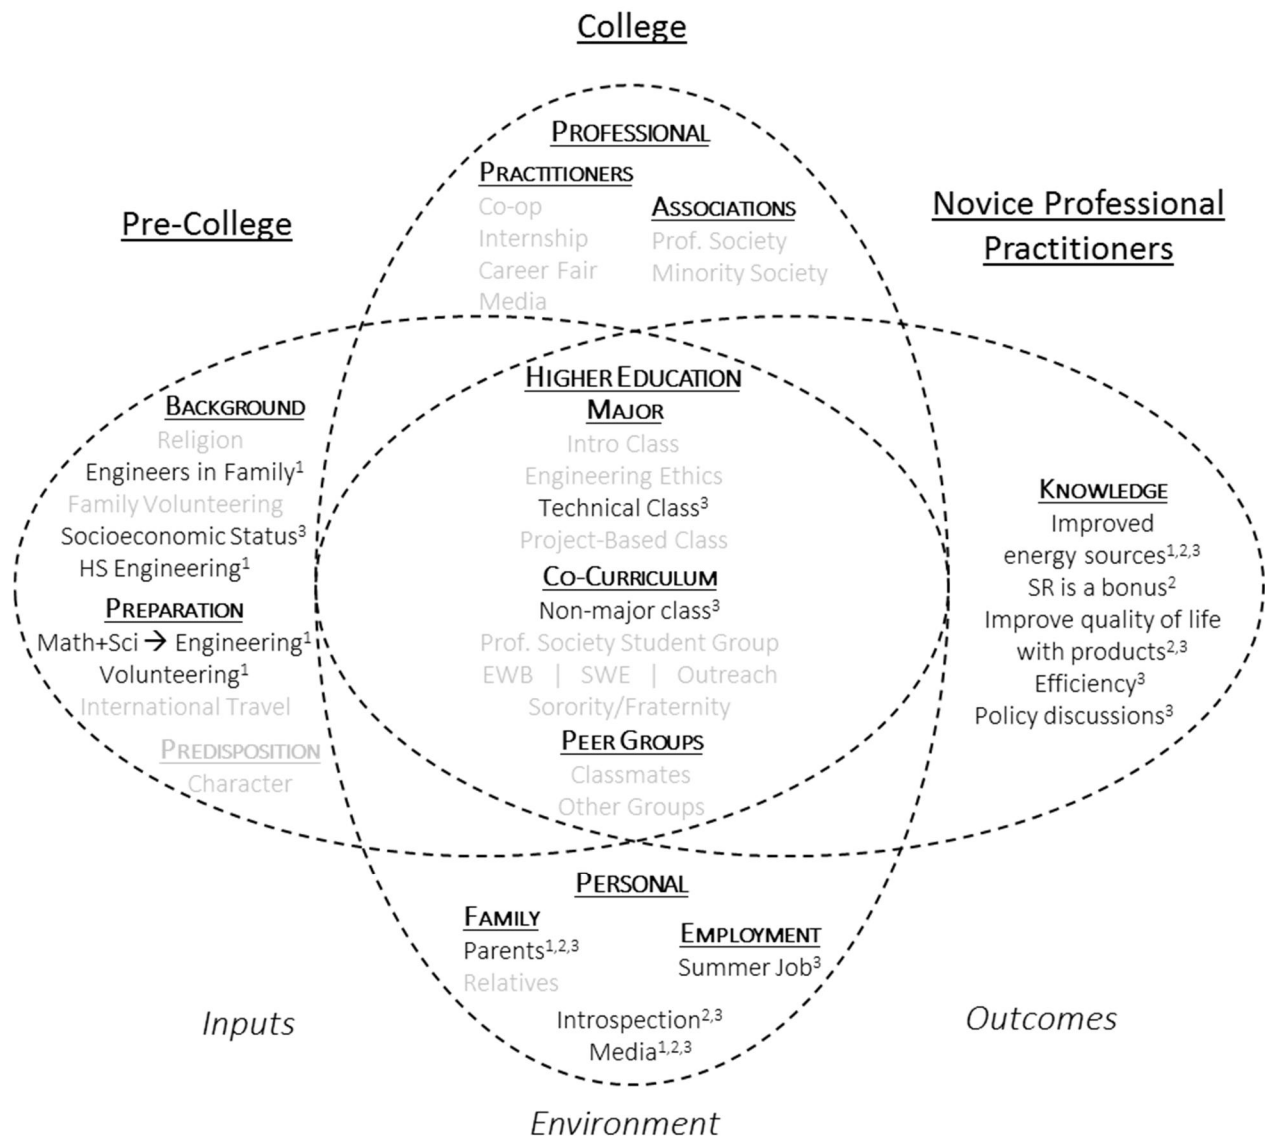 College
Pre-College
Novice Professional
Practitioners
PROFESSIONAL
PRACTITIONERS
Co-op
Internship
Career Fair
Media
ASSOCIATIONS
Prof. Society
Minority Society
BACKGROUND
Religion
Engineers in Family¹
Family Volunteering
Socioeconomic Status³
HS Engineering¹
PREPARATION
Math+Sci → Engineering¹
Volunteering¹
International Travel
PREDISPOSITION
Character
HIGHER EDUCATION
MAJOR
Intro Class
Engineering Ethics
Technical Class³
Project-Based Class
CO-CURRICULUM
Non-major class³
Prof. Society Student Group
EWB | SWE | Outreach
Sorority/Fraternity
PEER GROUPS
Classmates
Other Groups
KNOWLEDGE
Improved
energy sources¹,²,³
SR is a bonus²
Improve quality of life
with products²,³
Efficiency³
Policy discussions³
PERSONAL
FAMILY
Parents¹,²,³
Relatives
EMPLOYMENT
Summer Job³
Introspection²,³
Media¹,²,³
Inputs
Outcomes
Environment